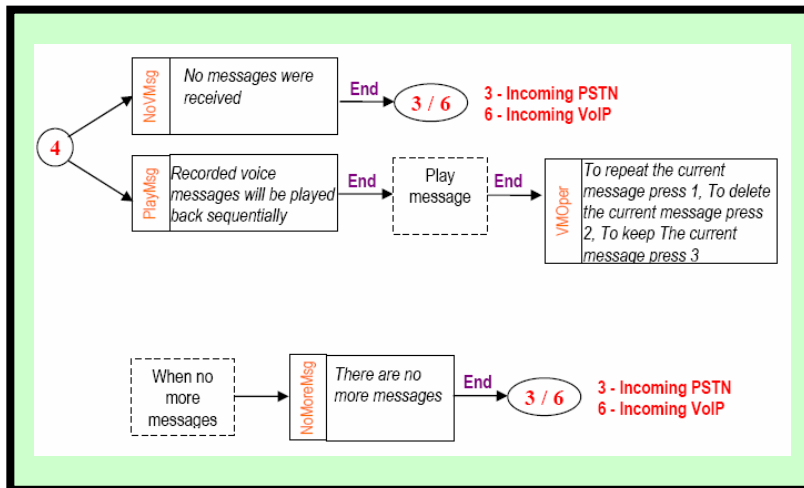 4
NoVMsg
No messages were
received
End
3 / 6
3 - Incoming PSTN
6 - Incoming VoIP
PlayMsg
Recorded voice
messages will be played
back sequentially
End
Play
message
End
VMOper
To repeat the current
message press 1, To delete
the current message press
2, To keep The current
message press 3
When no
more
messages
NoMoreMsg
There are no
more messages
End
3 / 6
3 - Incoming PSTN
6 - Incoming VoIP